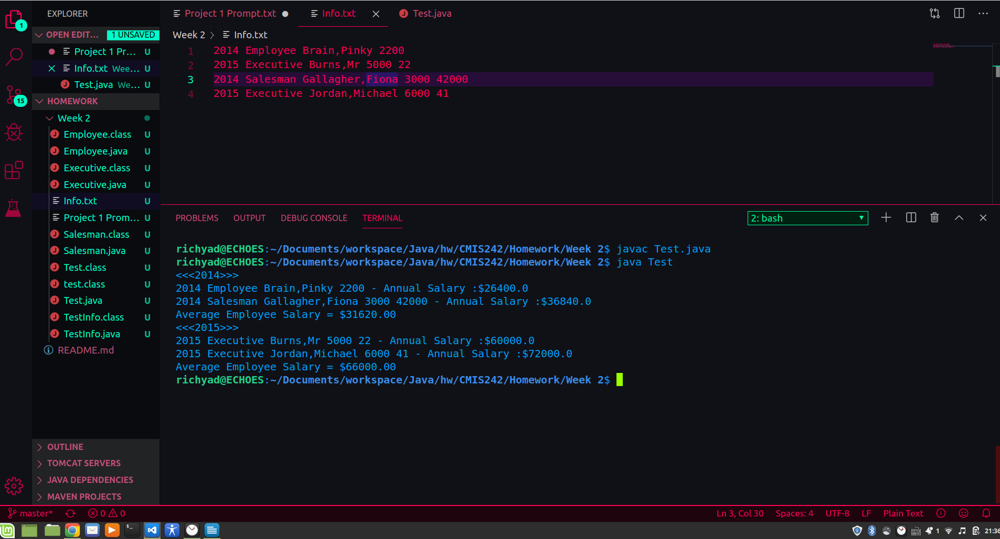 EXPLORER
Project 1 Prompt.txt
Info.txt
Test.java
OPEN EDIT...
1 UNSAVED
Week 2
Info.txt
1
Project 1 Pr...
U
Info.txt Wee...
U
Test.java We...
U
1 2014 Employee Brain,Pinky 2200
2 2015 Executive Burns,Mr 5000 22
3 2014 Salesman Gallagher,Fiona 3000 42000
4 2015 Executive Jordan,Michael 6000 41
15
HOMEWORK
Week 2
Employee.class U
Employee.java U
Executive.class U
Executive.java U
Info.txt U
Project 1 Prom... U
Salesman.class U
Salesman.java U
Test.class U
test.class U
Test.java U
TestInfo.class U
TestInfo.java U
README.md
OUTLINE
TOMCAT SERVERS
JAVA DEPENDENCIES
MAVEN PROJECTS
PROBLEMS OUTPUT DEBUG CONSOLE TERMINAL
2: bash
richyad@ECHOES:~/Documents/workspace/Java/hw/CMIS242/Homework/Week 2$ javac Test.java
richyad@ECHOES:~/Documents/workspace/Java/hw/CMIS242/Homework/Week 2$ java Test
<<<2014>>>
2014 Employee Brain,Pinky 2200 - Annual Salary :$26400.0
2014 Salesman Gallagher,Fiona 3000 42000 - Annual Salary :$36840.0
Average Employee Salary = $31620.00
<<<2015>>>
2015 Executive Burns,Mr 5000 22 - Annual Salary :$60000.0
2015 Executive Jordan,Michael 6000 41 - Annual Salary :$72000.0
Average Employee Salary = $66000.00
richyad@ECHOES:~/Documents/workspace/Java/hw/CMIS242/Homework/Week 2$
master* 0 0
Ln 3, Col 30 Spaces: 4 UTF-8 LF Plain Text
1 21:36